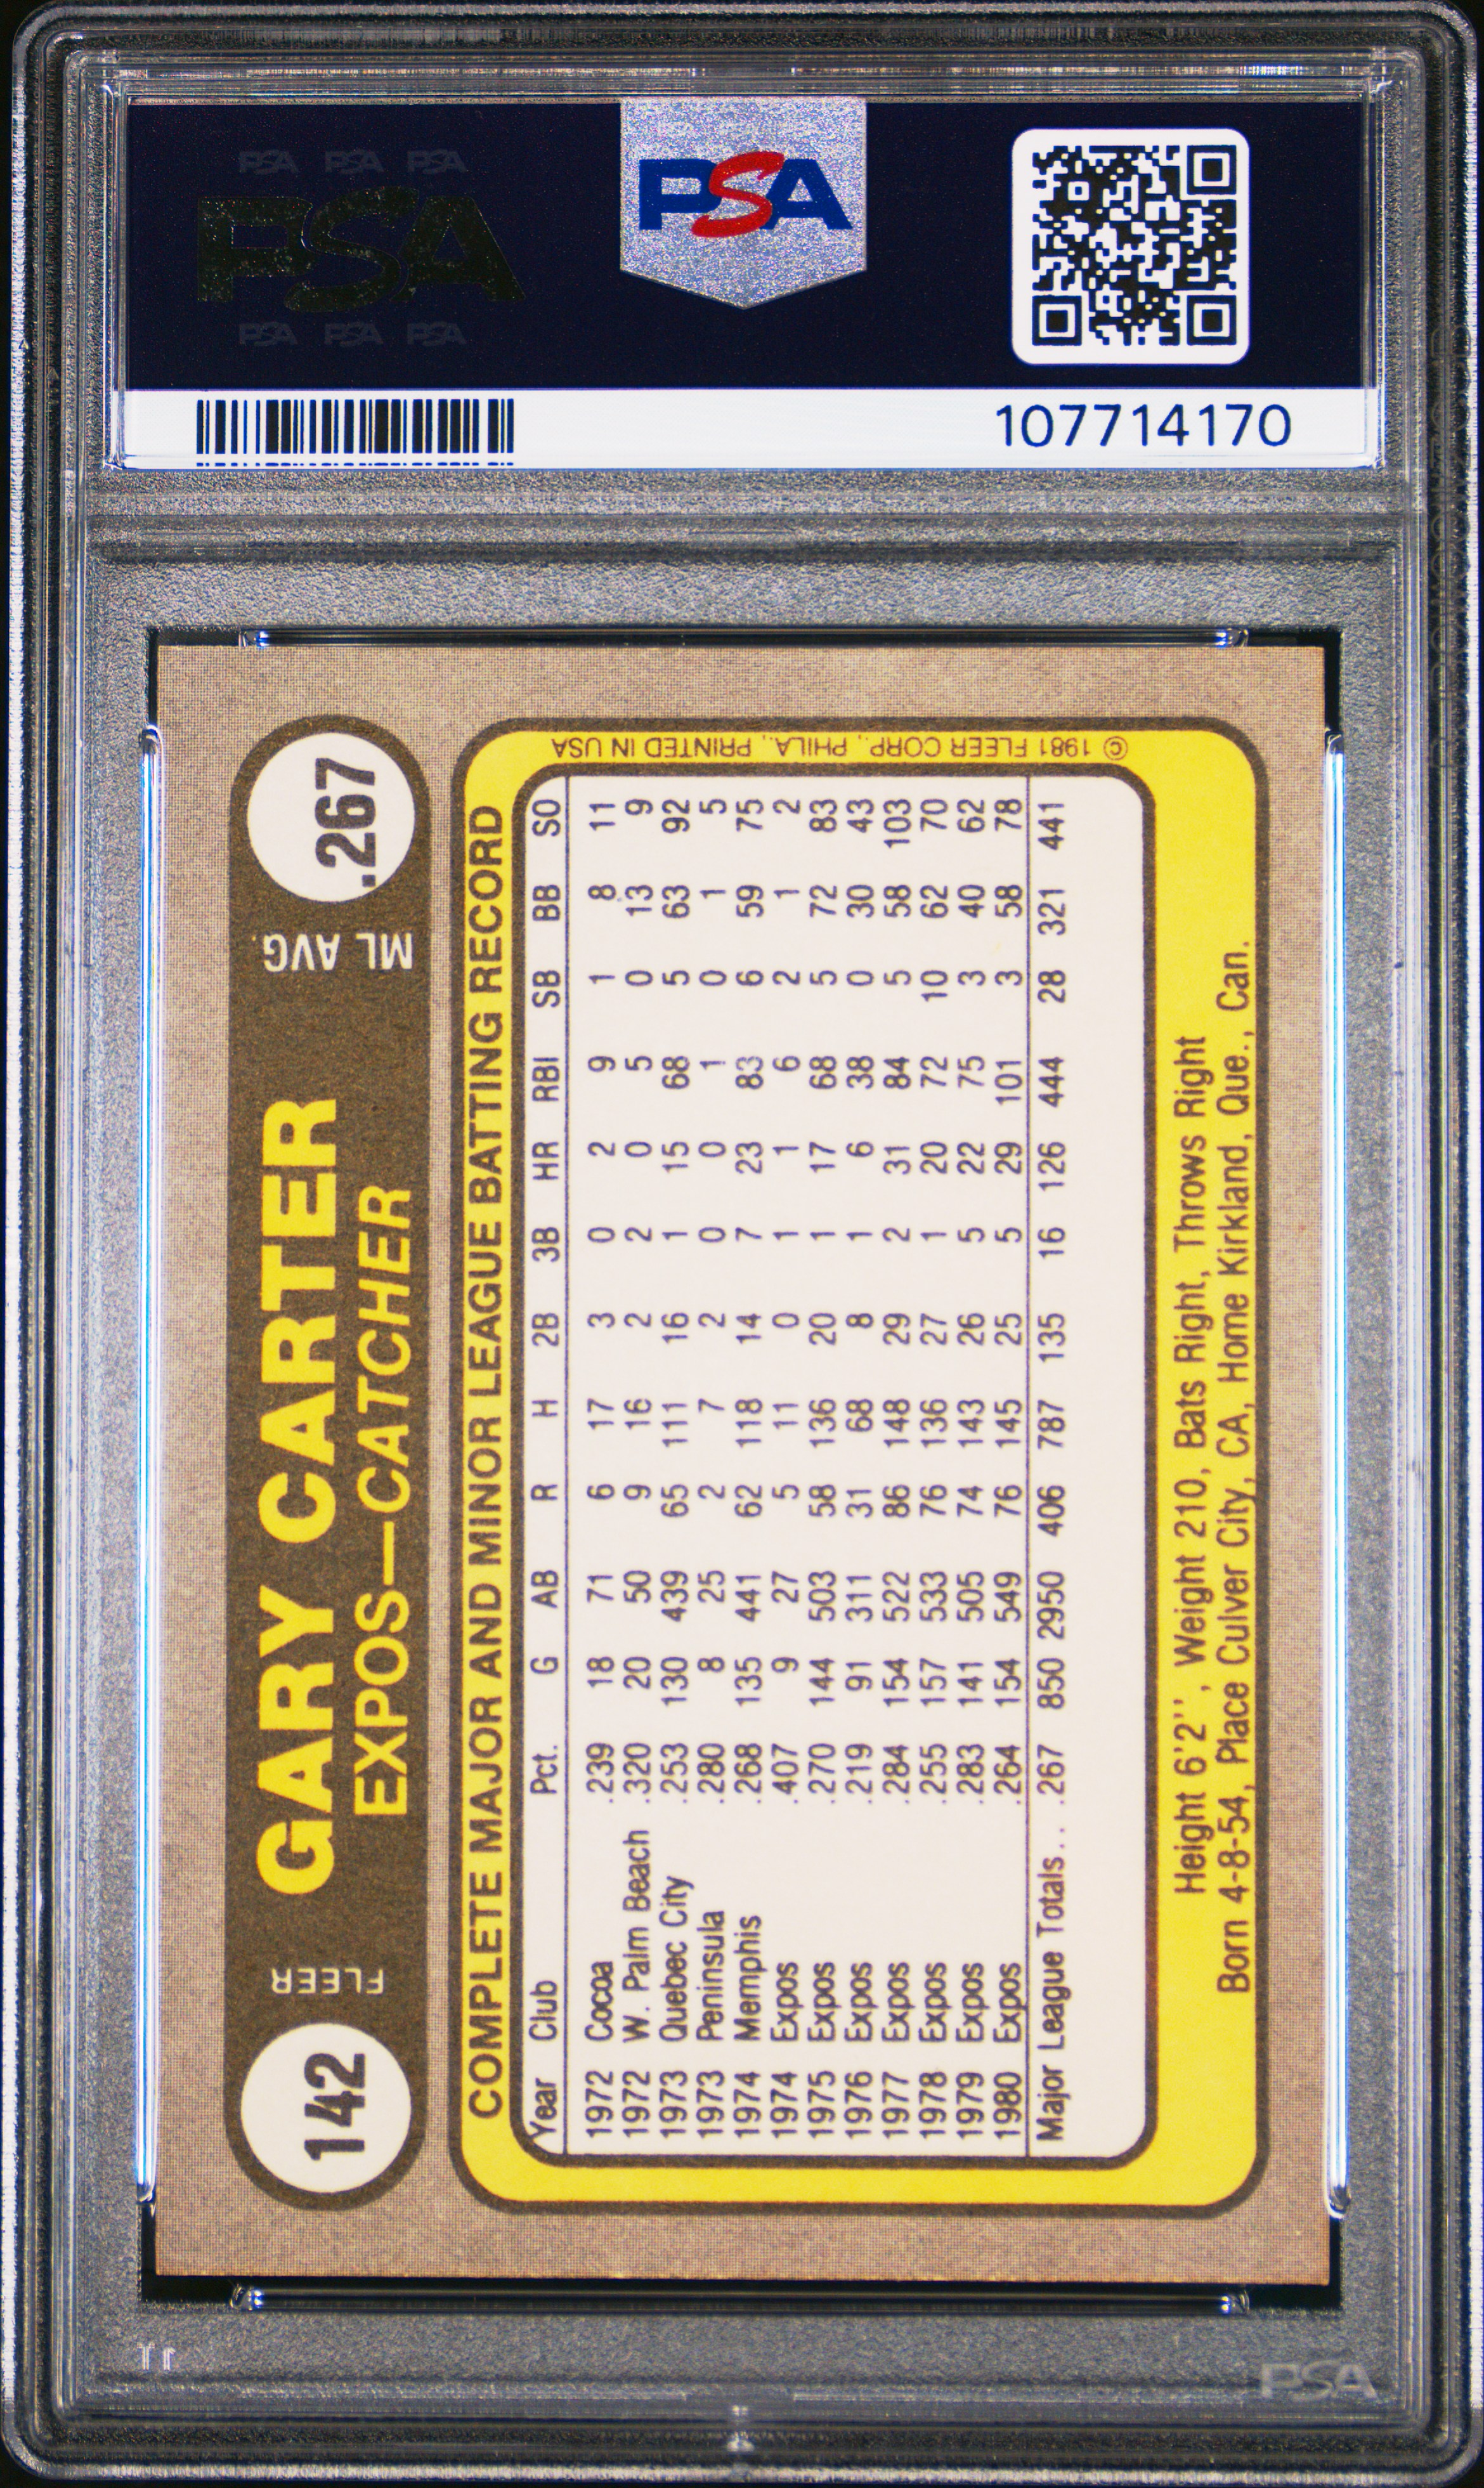 PSA PSA PSA
PSA
PSA PSA PSA
PSA
107714170
142
FLEER
GARY CARTER
EXPOS—CATCHER
ML AVG.
.267
COMPLETE MAJOR AND MINOR LEAGUE BATTING RECORD
Year Club Pct. G AB R H 2B 3B HR RBI SB BB SO
1972 Cocoa .239 18 71 6 17 3 0 2 9 1 8 11
1972 W. Palm Beach .320 20 50 9 16 2 2 0 5 0 13 9
1973 Quebec City .253 130 439 65 111 16 1 15 68 5 63 92
1973 Peninsula .280 8 25 2 7 2 0 0 1 0 1 5
1974 Memphis .268 135 441 62 118 14 7 23 83 6 59 75
1974 Expos .407 9 27 5 11 0 1 1 6 2 1 2
1975 Expos .270 144 503 58 136 20 1 17 68 5 72 83
1976 Expos .219 91 311 31 68 8 1 6 38 0 30 43
1977 Expos .284 154 522 86 148 29 2 31 84 5 58 103
1978 Expos .255 157 533 76 136 27 1 20 72 10 62 70
1979 Expos .283 141 505 74 143 26 5 22 75 3 40 62
1980 Expos .264 154 549 76 145 25 5 29 101 3 58 78
Major League Totals... .267 850 2950 406 787 135 16 126 444 28 321 441
© 1981 FLEER CORP., PHILA., PRINTED IN USA
Height 6'2'', Weight 210, Bats Right, Throws Right
Born 4-8-54, Place Culver City, CA, Home Kirkland, Que., Can.
PSA